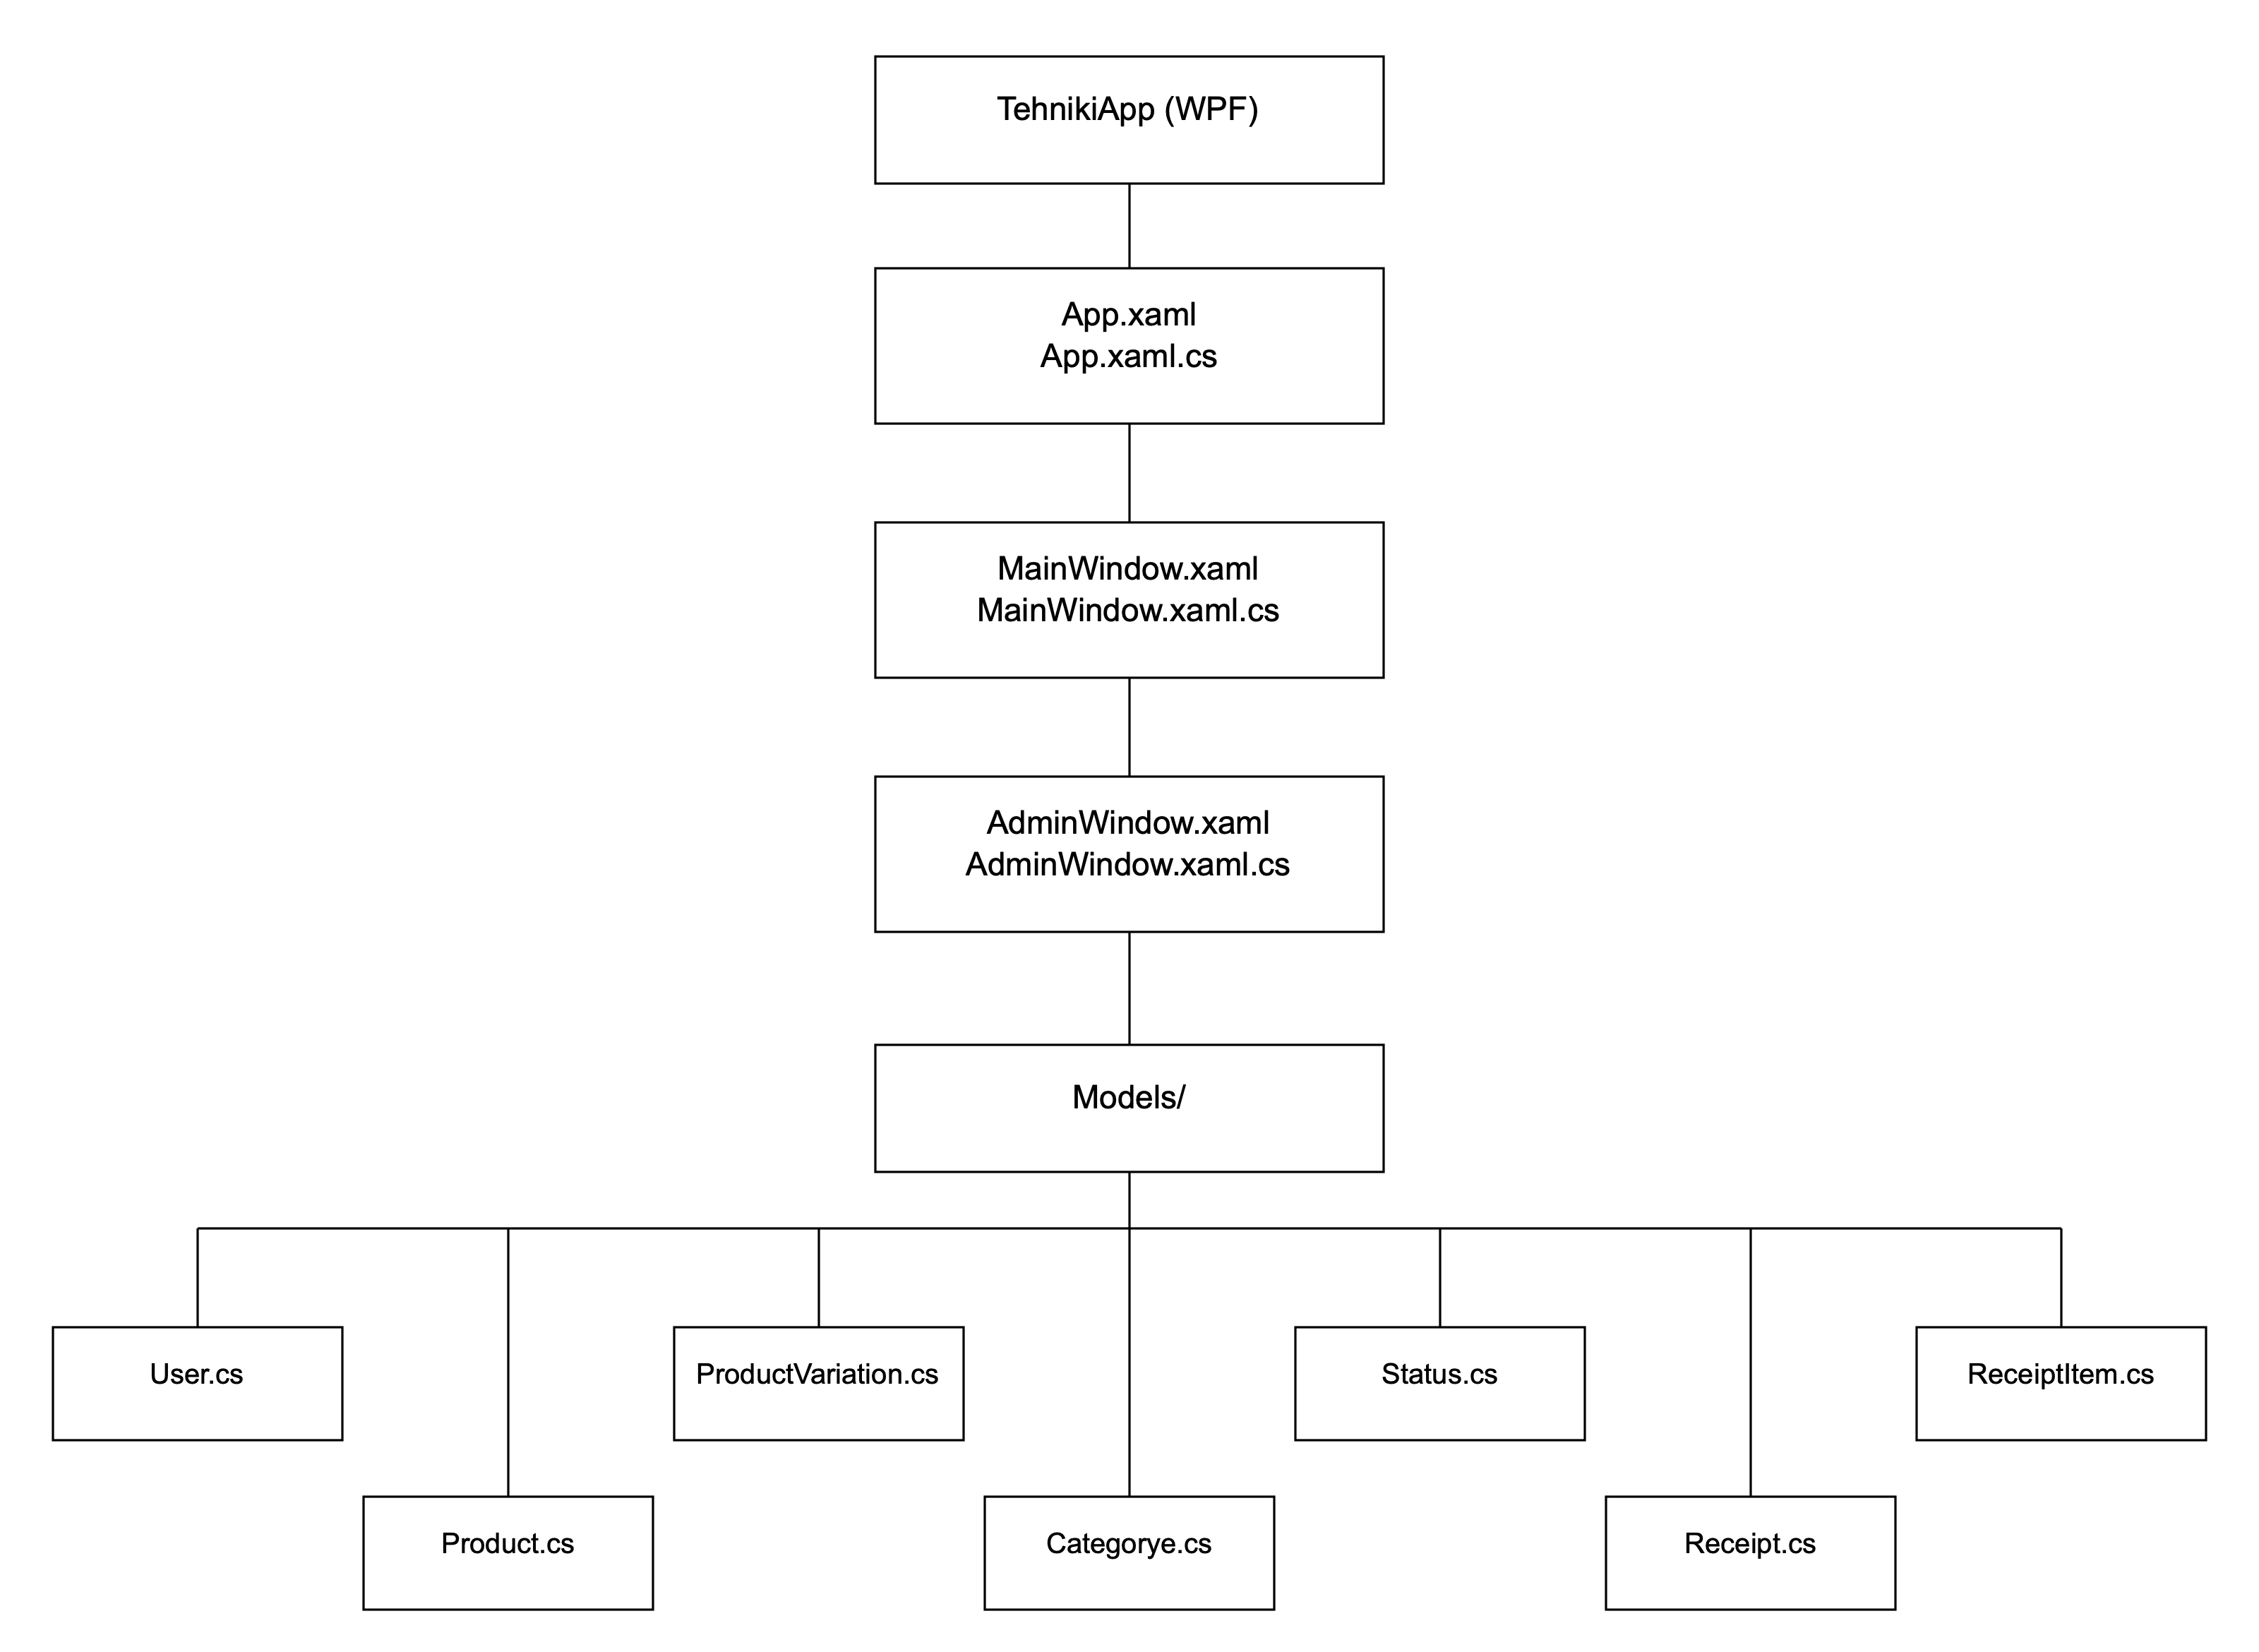 TehnikiApp (WPF)
App.xaml
App.xaml.cs
MainWindow.xaml
MainWindow.xaml.cs
AdminWindow.xaml
AdminWindow.xaml.cs
Models/
User.cs
ProductVariation.cs
Status.cs
ReceiptItem.cs
Product.cs
Categorye.cs
Receipt.cs